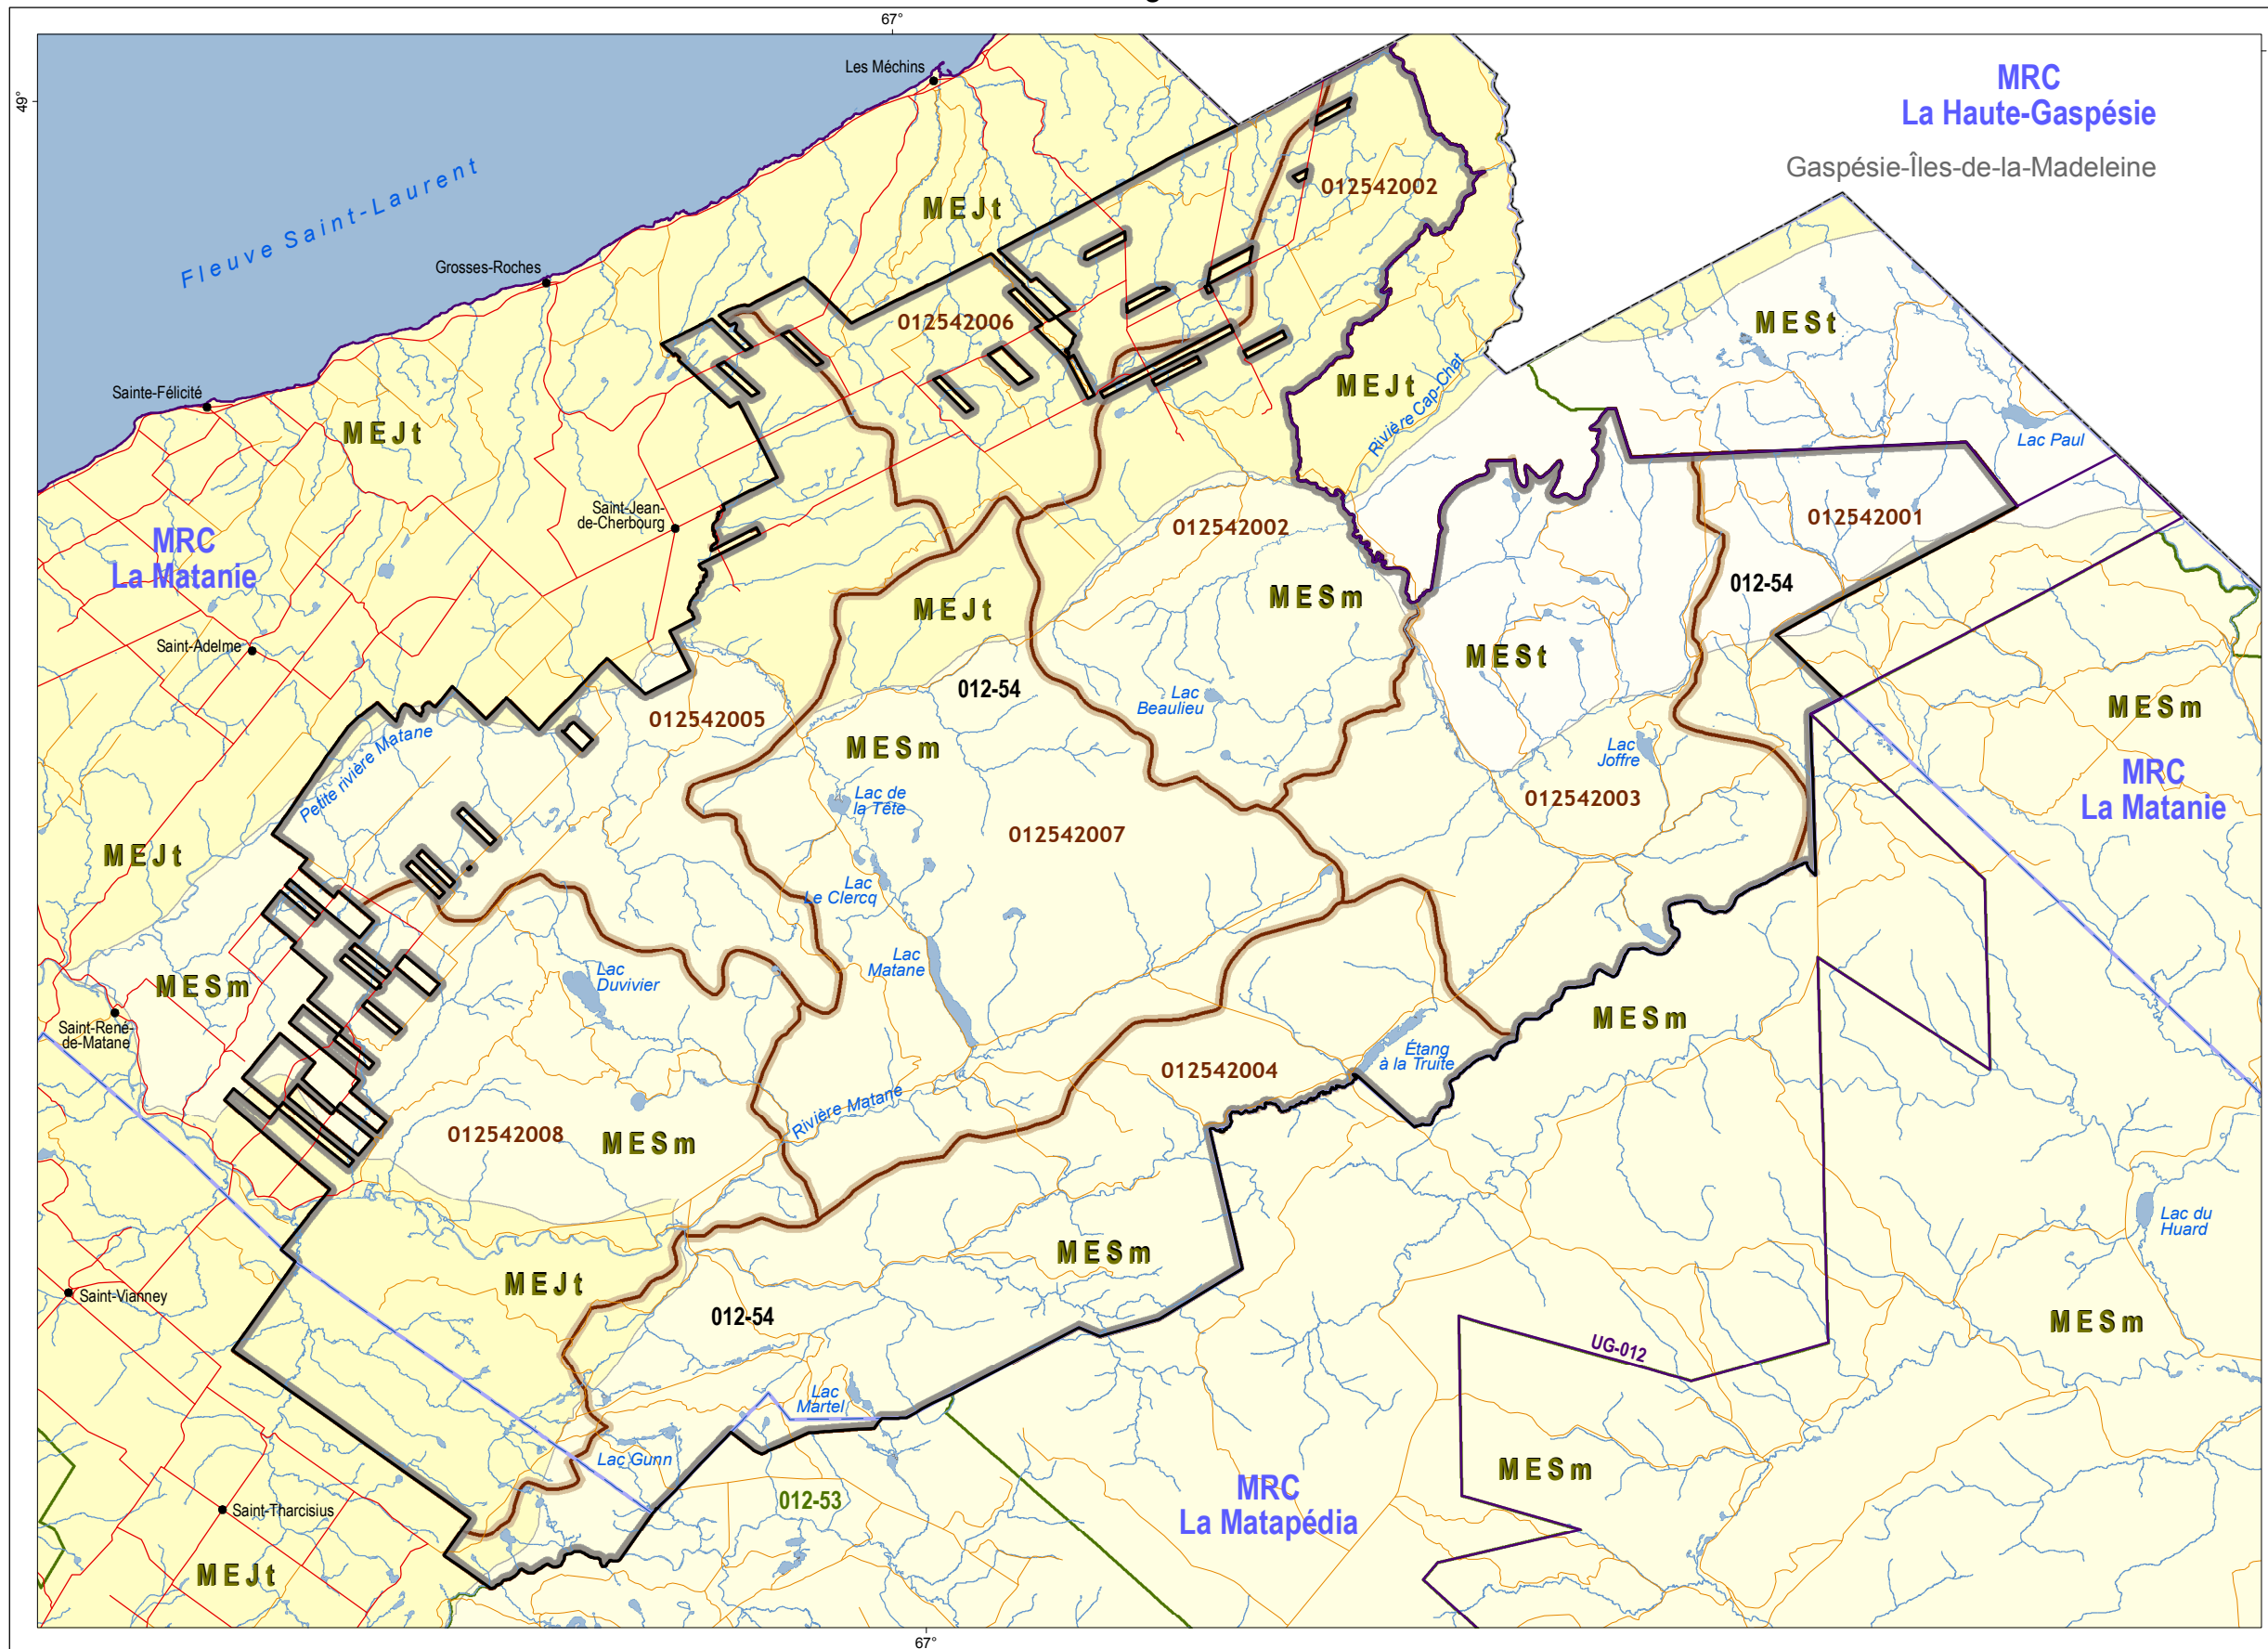 67°
49°
Les Méchins
MRC
La Haute-Gaspésie
Gaspésie-Îles-de-la-Madeleine
Fleuve Saint-Laurent
MEJt
012542002
Grosses-Roches
012542006
MESt
MEJt
Rivière Cap-Chat
Sainte-Félicité
MEJt
Lac Paul
Saint-Jean-
de-Cherbourg
012542002
012542001
MRC
La Matanie
012-54
MEJt
MESm
Saint-Adelme
MESt
012-54
Lac
Beaulieu
012542005
MESm
Petite rivière Matane
MESm
Lac
Joffre
MRC
La Matanie
Lac de
la Tête
012542003
012542007
MEJt
Lac
Le Clercq
Lac
Matane
Lac
Duvivier
MESm
MESm
Saint-René-
de-Matane
Étang
à la Truite
012542004
Rivière Matane
012542008
MESm
Lac du
Huard
MESm
MEJt
Saint-Vianney
012-54
MESm
UG-012
Lac
Martel
Lac Gunn
MESm
012-53
MRC
La Matapédia
Saint-Tharcisius
MEJt
67°